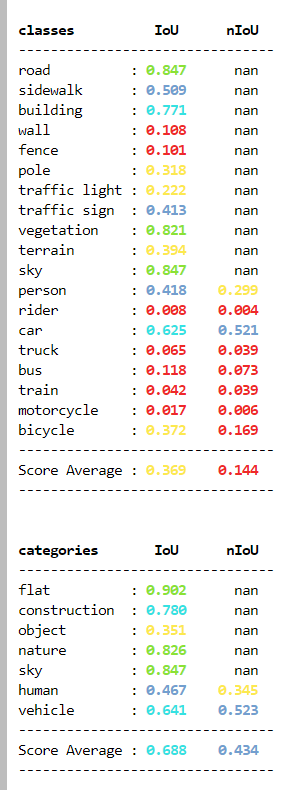 classes IoU nIoU
--------------------------------
road : 0.847 nan
sidewalk : 0.509 nan
building : 0.771 nan
wall : 0.108 nan
fence : 0.101 nan
pole : 0.318 nan
traffic light : 0.222 nan
traffic sign : 0.413 nan
vegetation : 0.821 nan
terrain : 0.394 nan
sky : 0.847 nan
person : 0.418 0.299
rider : 0.008 0.004
car : 0.625 0.521
truck : 0.065 0.039
bus : 0.118 0.073
train : 0.042 0.039
motorcycle : 0.017 0.006
bicycle : 0.372 0.169
--------------------------------
Score Average : 0.369 0.144
--------------------------------
categories IoU nIoU
--------------------------------
flat : 0.902 nan
construction : 0.780 nan
object : 0.351 nan
nature : 0.826 nan
sky : 0.847 nan
human : 0.467 0.345
vehicle : 0.641 0.523
--------------------------------
Score Average : 0.688 0.434
--------------------------------